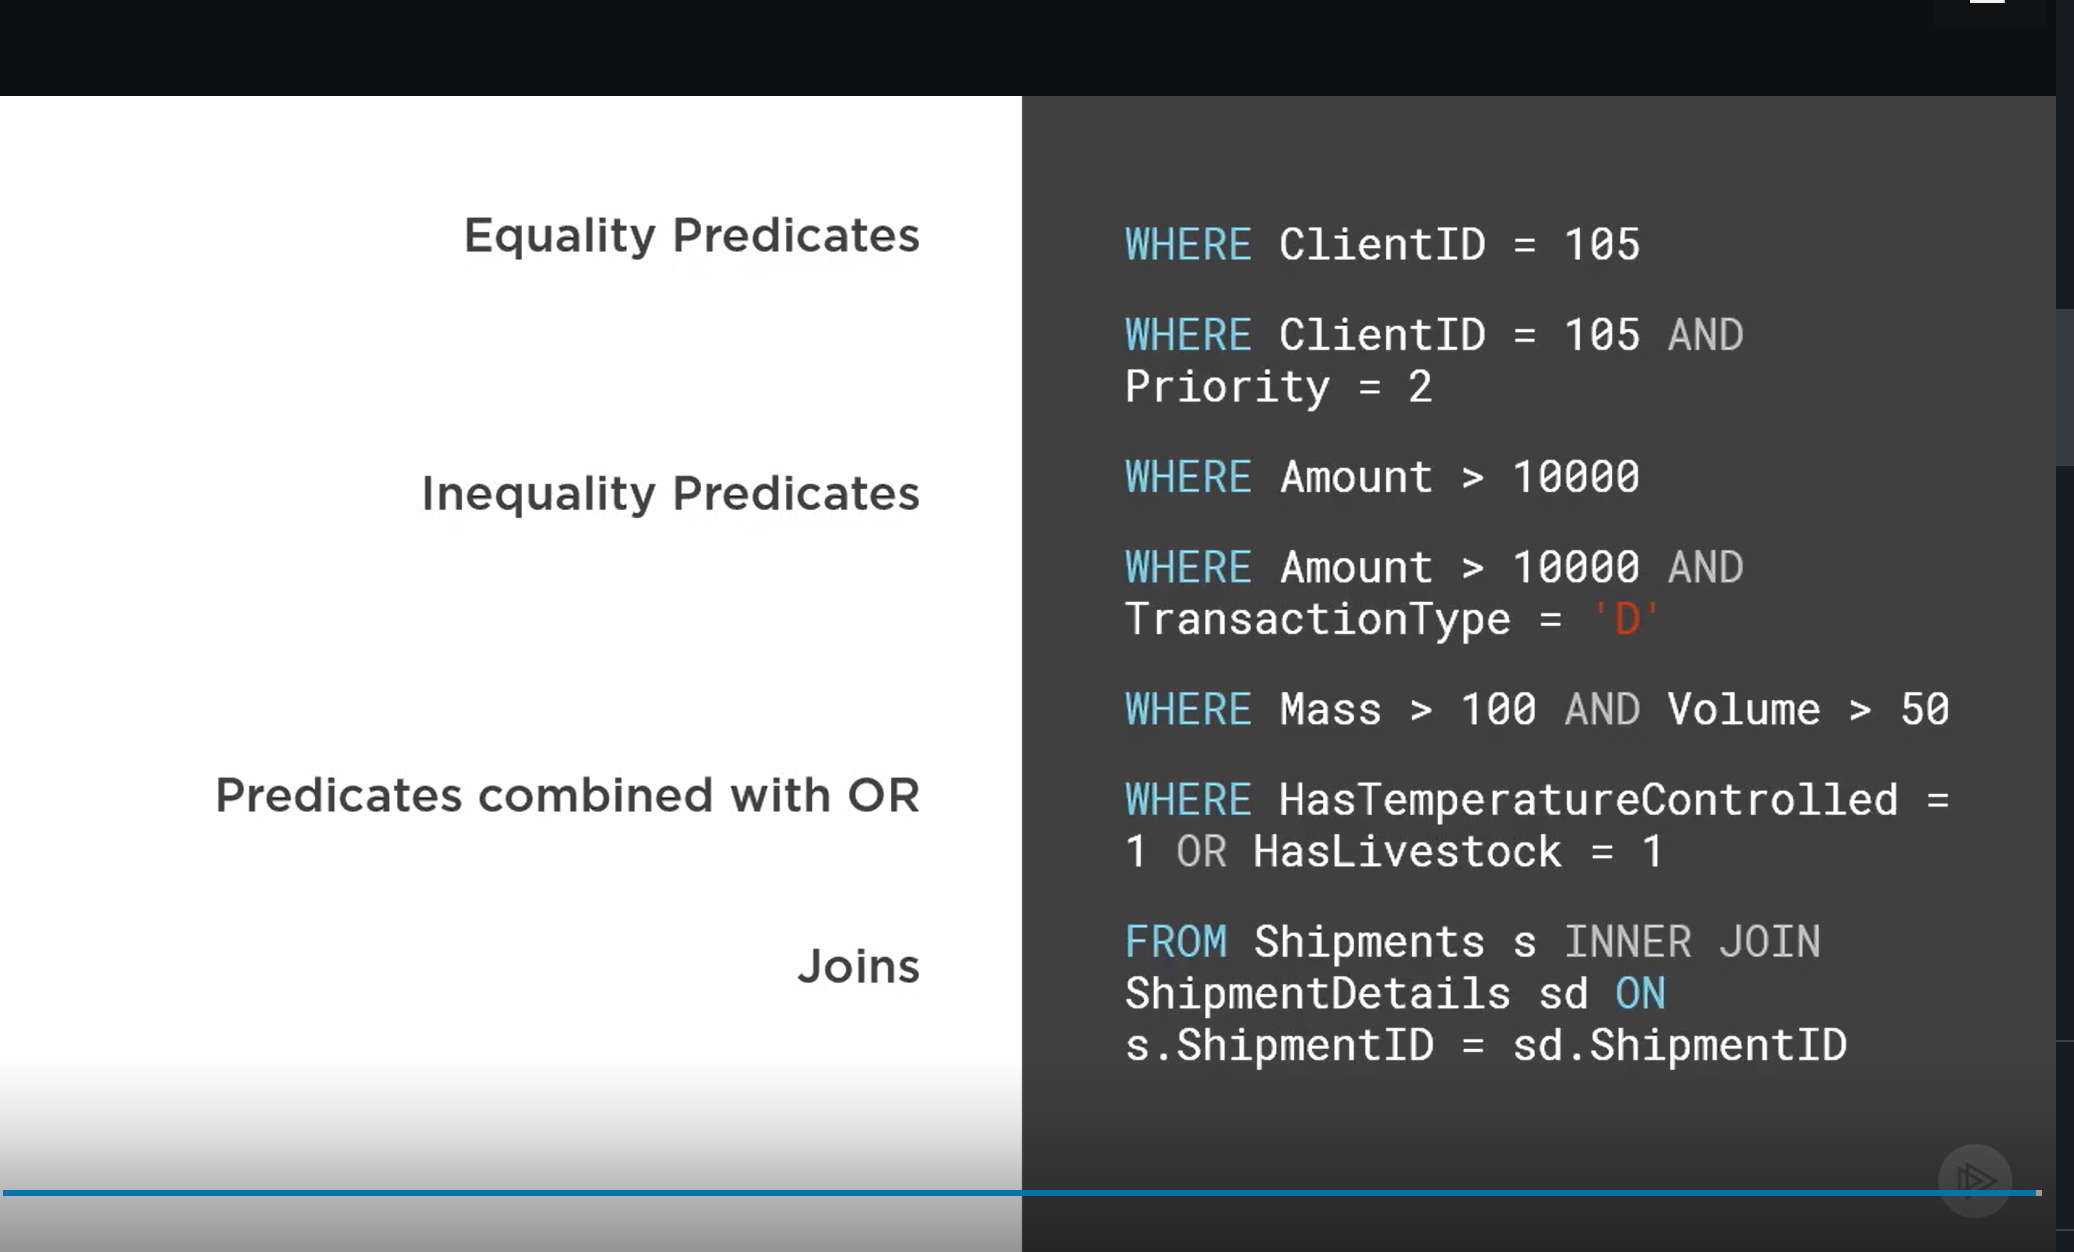 Equality Predicates
WHERE ClientID = 105
WHERE ClientID = 105 AND
Priority = 2
Inequality Predicates
WHERE Amount > 10000
WHERE Amount > 10000 AND
TransactionType = 'D'
WHERE Mass > 100 AND Volume > 50
Predicates combined with OR
WHERE HasTemperatureControlled =
1 OR HasLivestock = 1
Joins
FROM Shipments s INNER JOIN
ShipmentDetails sd ON
s.ShipmentID = sd.ShipmentID